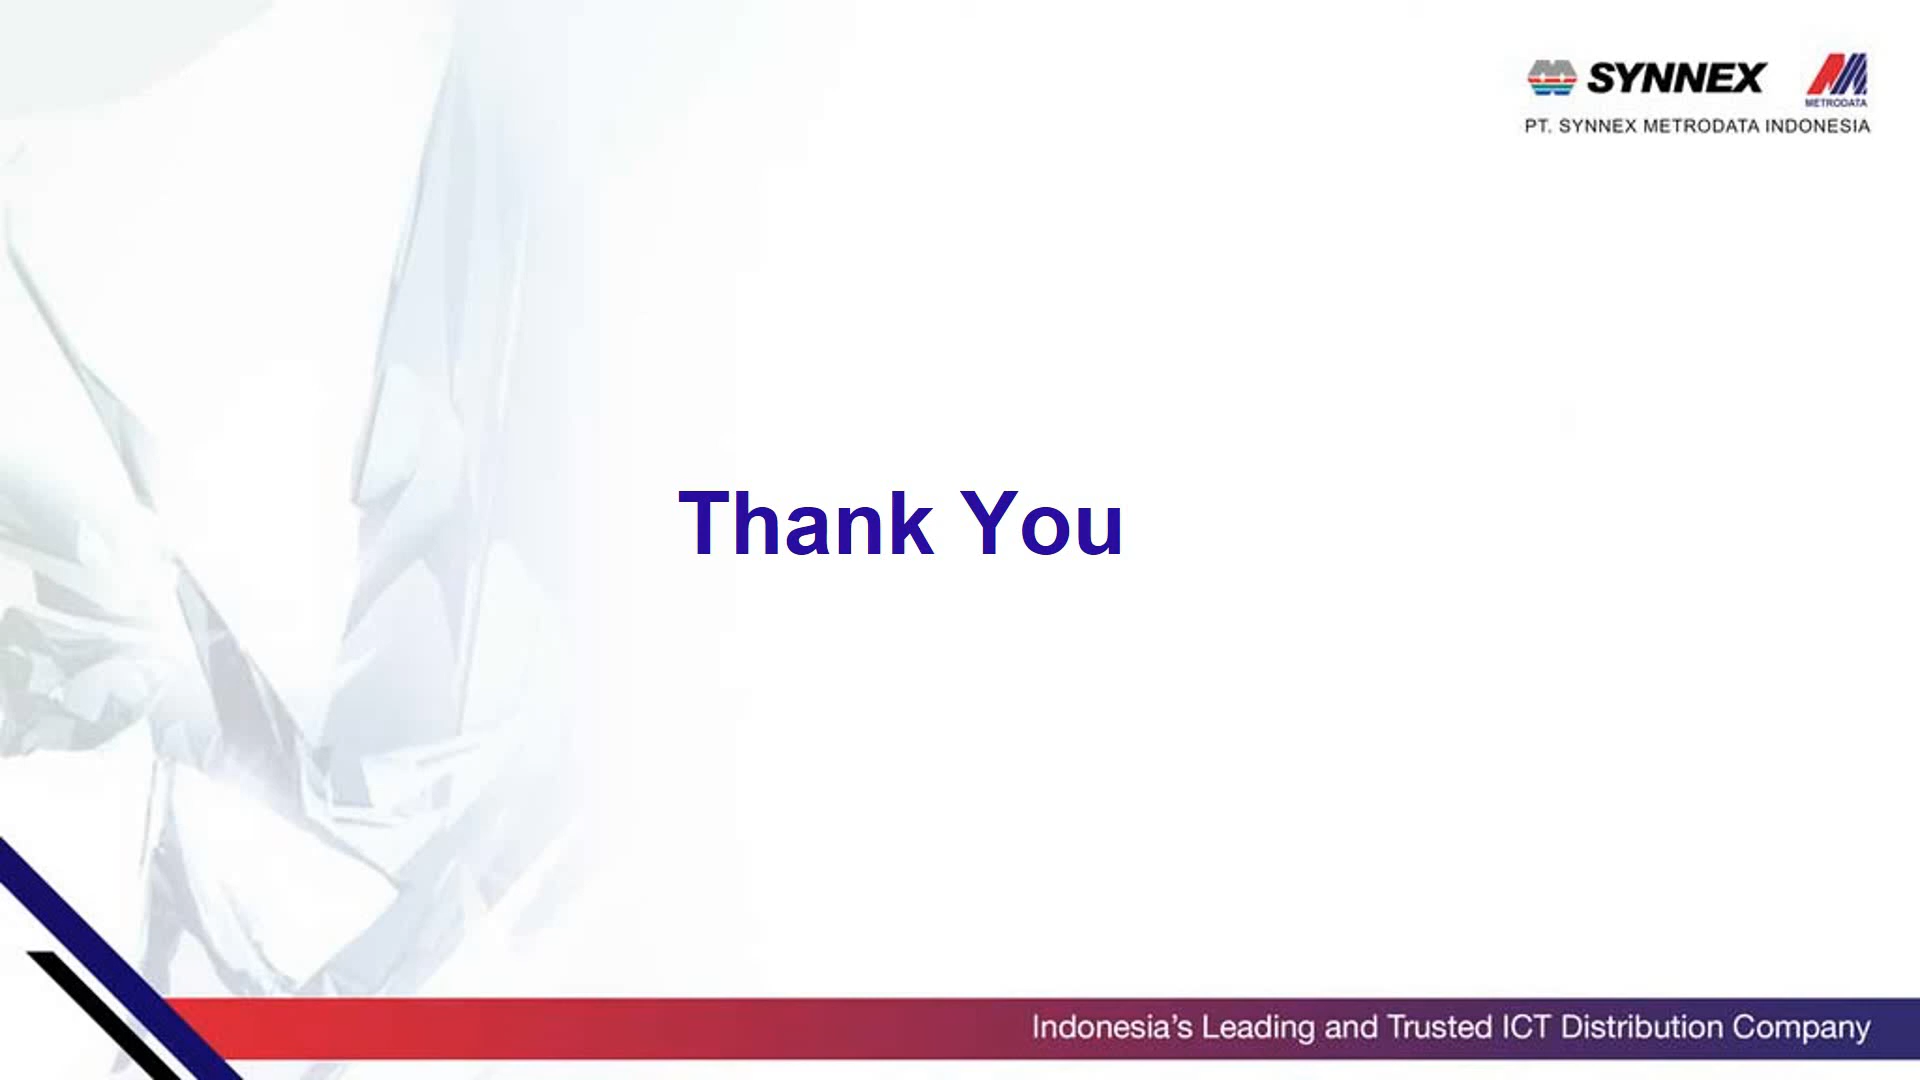 SYNNEX
METRODATA
PT. SYNNEX METRODATA INDONESIA
Thank You
Indonesia's Leading and Trusted ICT Distribution Company